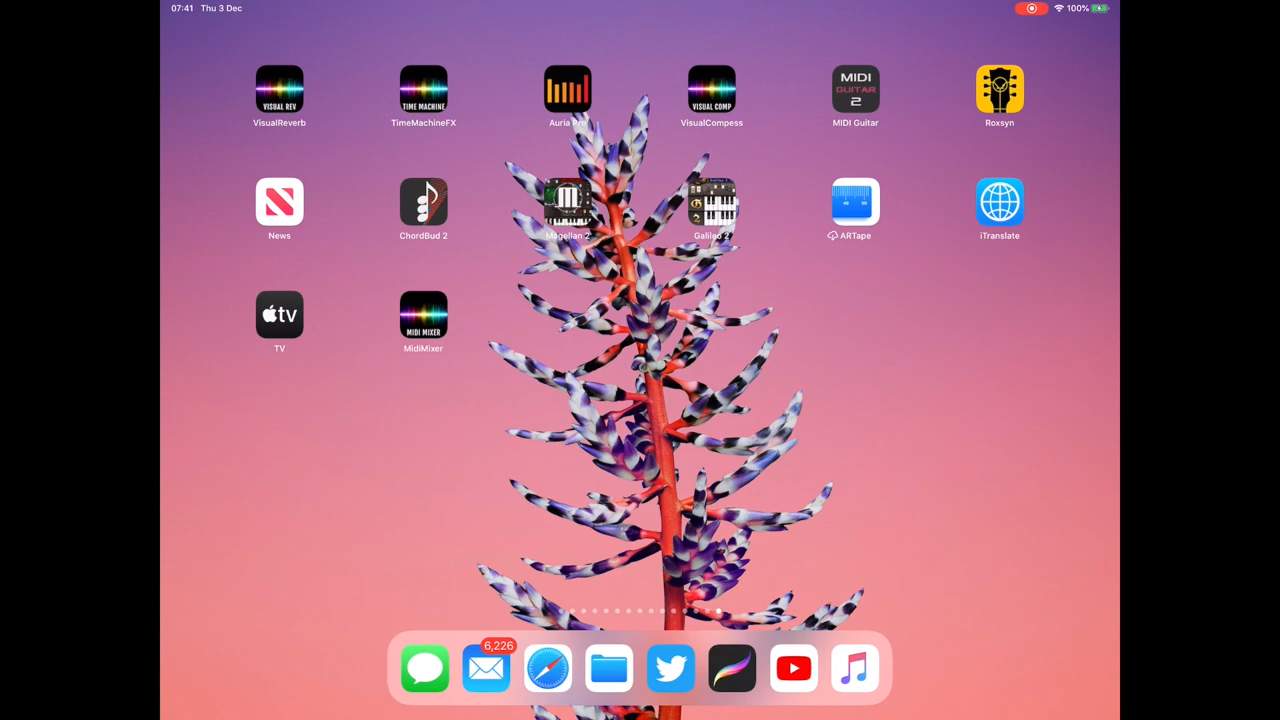 07:41 Thu 3 Dec
100%
VISUAL REV
TIME MACHINE
VISUAL COMP
MIDI
GUITAR
2
VisualReverb
TimeMachineFX
Auria Pro
VisualCompess
MIDI Guitar
Roxsyn
News
ChordBud 2
Magellan 2
Galileo 2
ARTape
iTranslate
tv
MIDI MIXER
TV
MidiMixer
6,226